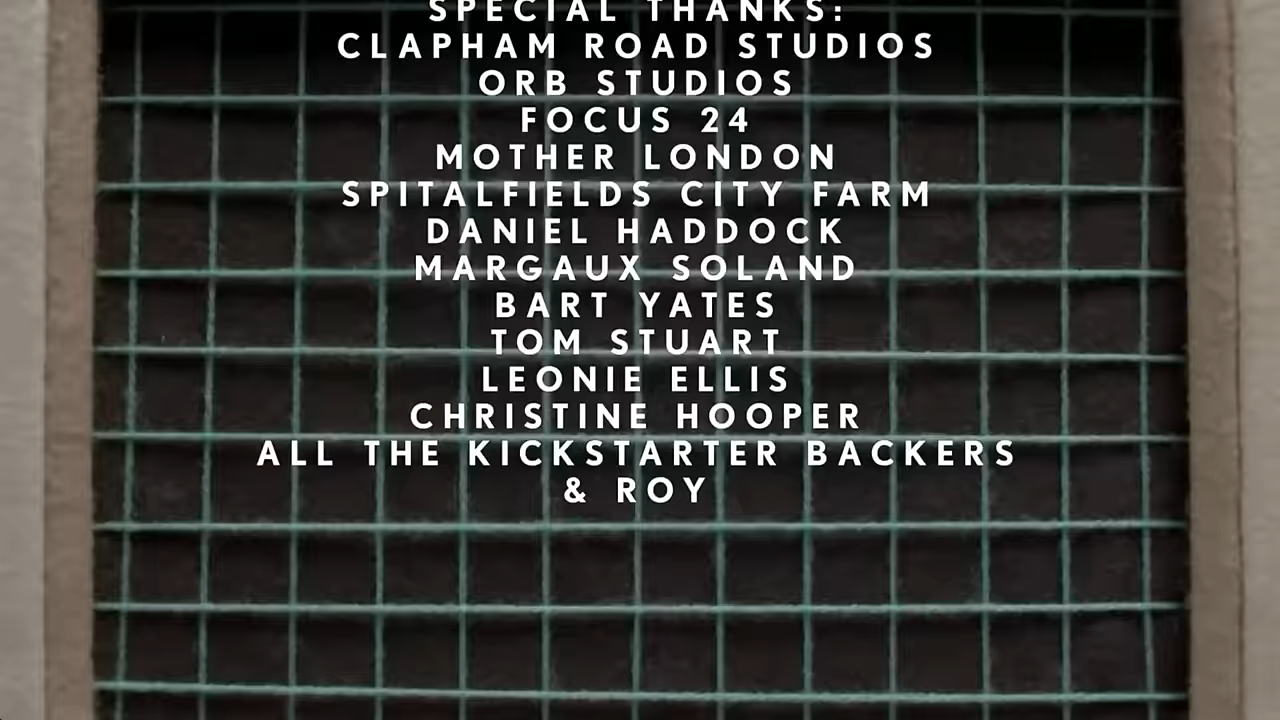 SPECIAL THANKS:
CLAPHAM ROAD STUDIOS
ORB STUDIOS
FOCUS 24
MOTHER LONDON
SPITALFIELDS CITY FARM
DANIEL HADDOCK
MARGAUX SOLAND
BART YATES
TOM STUART
LEONIE ELLIS
CHRISTINE HOOPER
ALL THE KICKSTARTER BACKERS
& ROY